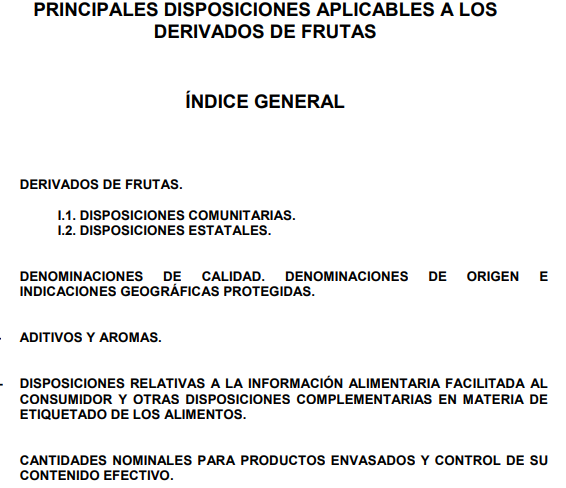 PRINCIPALES DISPOSICIONES APLICABLES A LOS
DERIVADOS DE FRUTAS
ÍNDICE GENERAL
DERIVADOS DE FRUTAS.
I.1. DISPOSICIONES COMUNITARIAS.
I.2. DISPOSICIONES ESTATALES.
DENOMINACIONES DE CALIDAD. DENOMINACIONES DE ORIGEN E
INDICACIONES GEOGRÁFICAS PROTEGIDAS.
- ADITIVOS Y AROMAS.
- DISPOSICIONES RELATIVAS A LA INFORMACIÓN ALIMENTARIA FACILITADA AL
CONSUMIDOR Y OTRAS DISPOSICIONES COMPLEMENTARIAS EN MATERIA DE
ETIQUETADO DE LOS ALIMENTOS.
CANTIDADES NOMINALES PARA PRODUCTOS ENVASADOS Y CONTROL DE SU
CONTENIDO EFECTIVO.